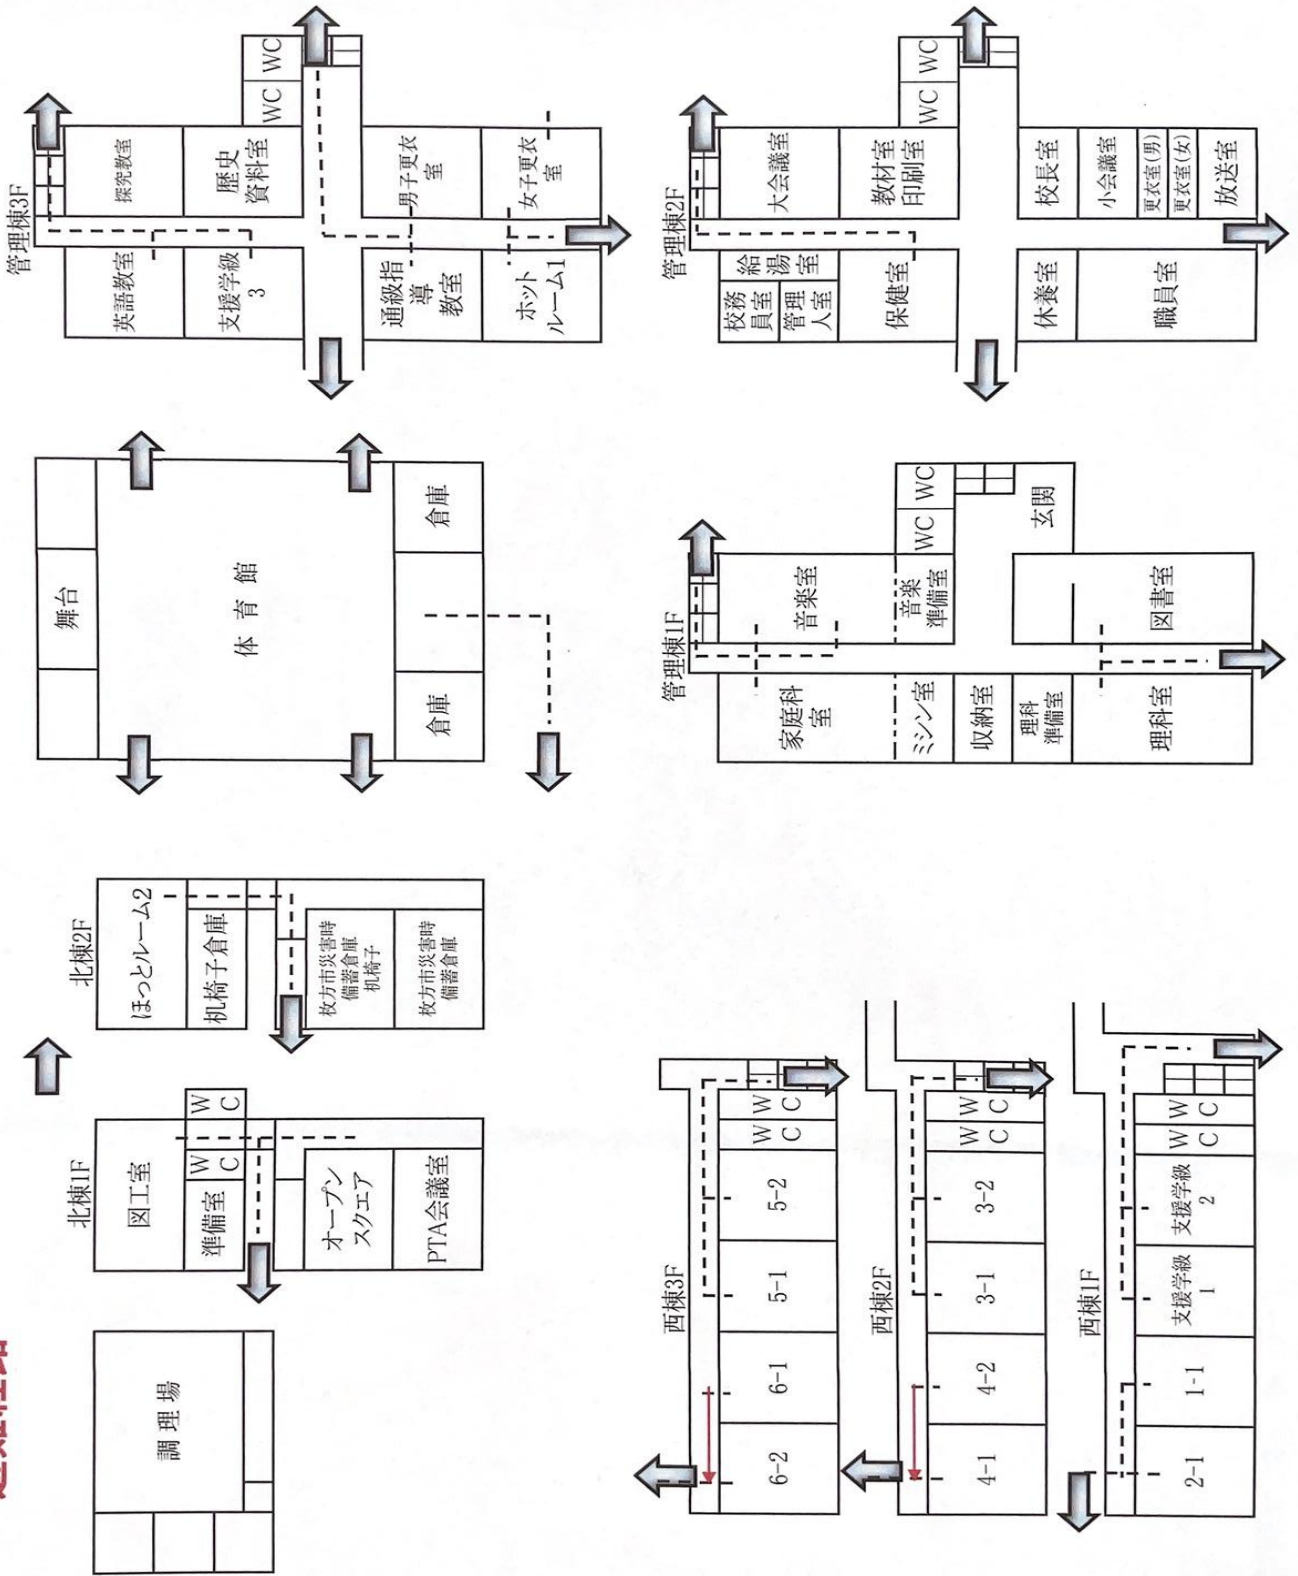 調理場
北棟1F
図工室
準備室
WC
WC
オープン
スクエア
PTA会議室
北棟2F
ほっとルーム2
机椅子倉庫
枚方市災害時
備蓄倉庫
机椅子
枚方市災害時
備蓄倉庫
舞台
体育館
倉庫
倉庫
管理棟3F
英語教室
探究教室
支援学級
3
歴史
資料室
WC
WC
通級指
導
教室
男子更衣
室
ホット
ルーム1
女子更衣
室
西棟3F
6-2
6-1
5-1
5-2
WC
WC
西棟2F
4-1
4-2
3-1
3-2
WC
WC
西棟1F
2-1
1-1
支援学級
1
支援学級
2
WC
WC
管理棟1F
家庭科
室
音楽室
ミシン室
音楽
準備室
WC
WC
収納室
理科
準備室
玄関
理科室
図書室
管理棟2F
校務
員室
給湯室
管理
人室
大会議室
保健室
教材室
印刷室
WC
WC
休養室
校長室
職員室
小会議室
更衣室(男)
更衣室(女)
放送室